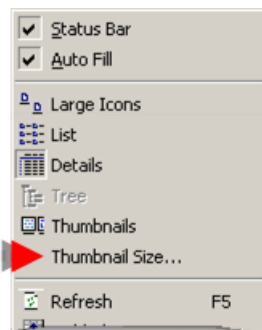 Status Bar
Auto Fill
Large Icons
List
Details
Tree
Thumbnails
Thumbnail Size...
Refresh F5